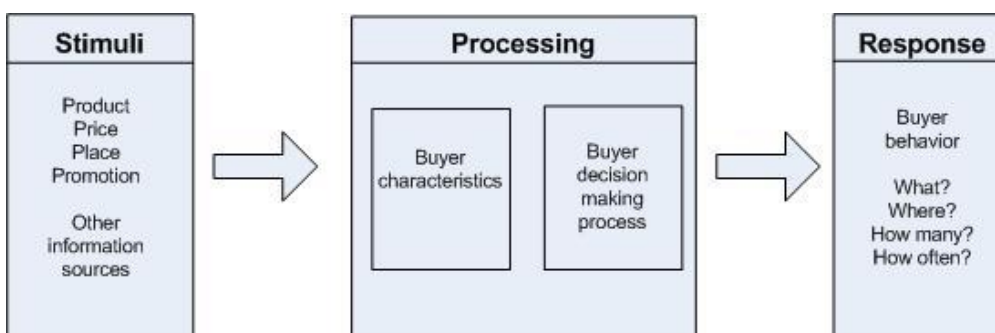 Stimuli
Product
Price
Place
Promotion
Other
information
sources
Processing
Buyer
characteristics
Buyer
decision
making
process
Response
Buyer
behavior
What?
Where?
How many?
How often?